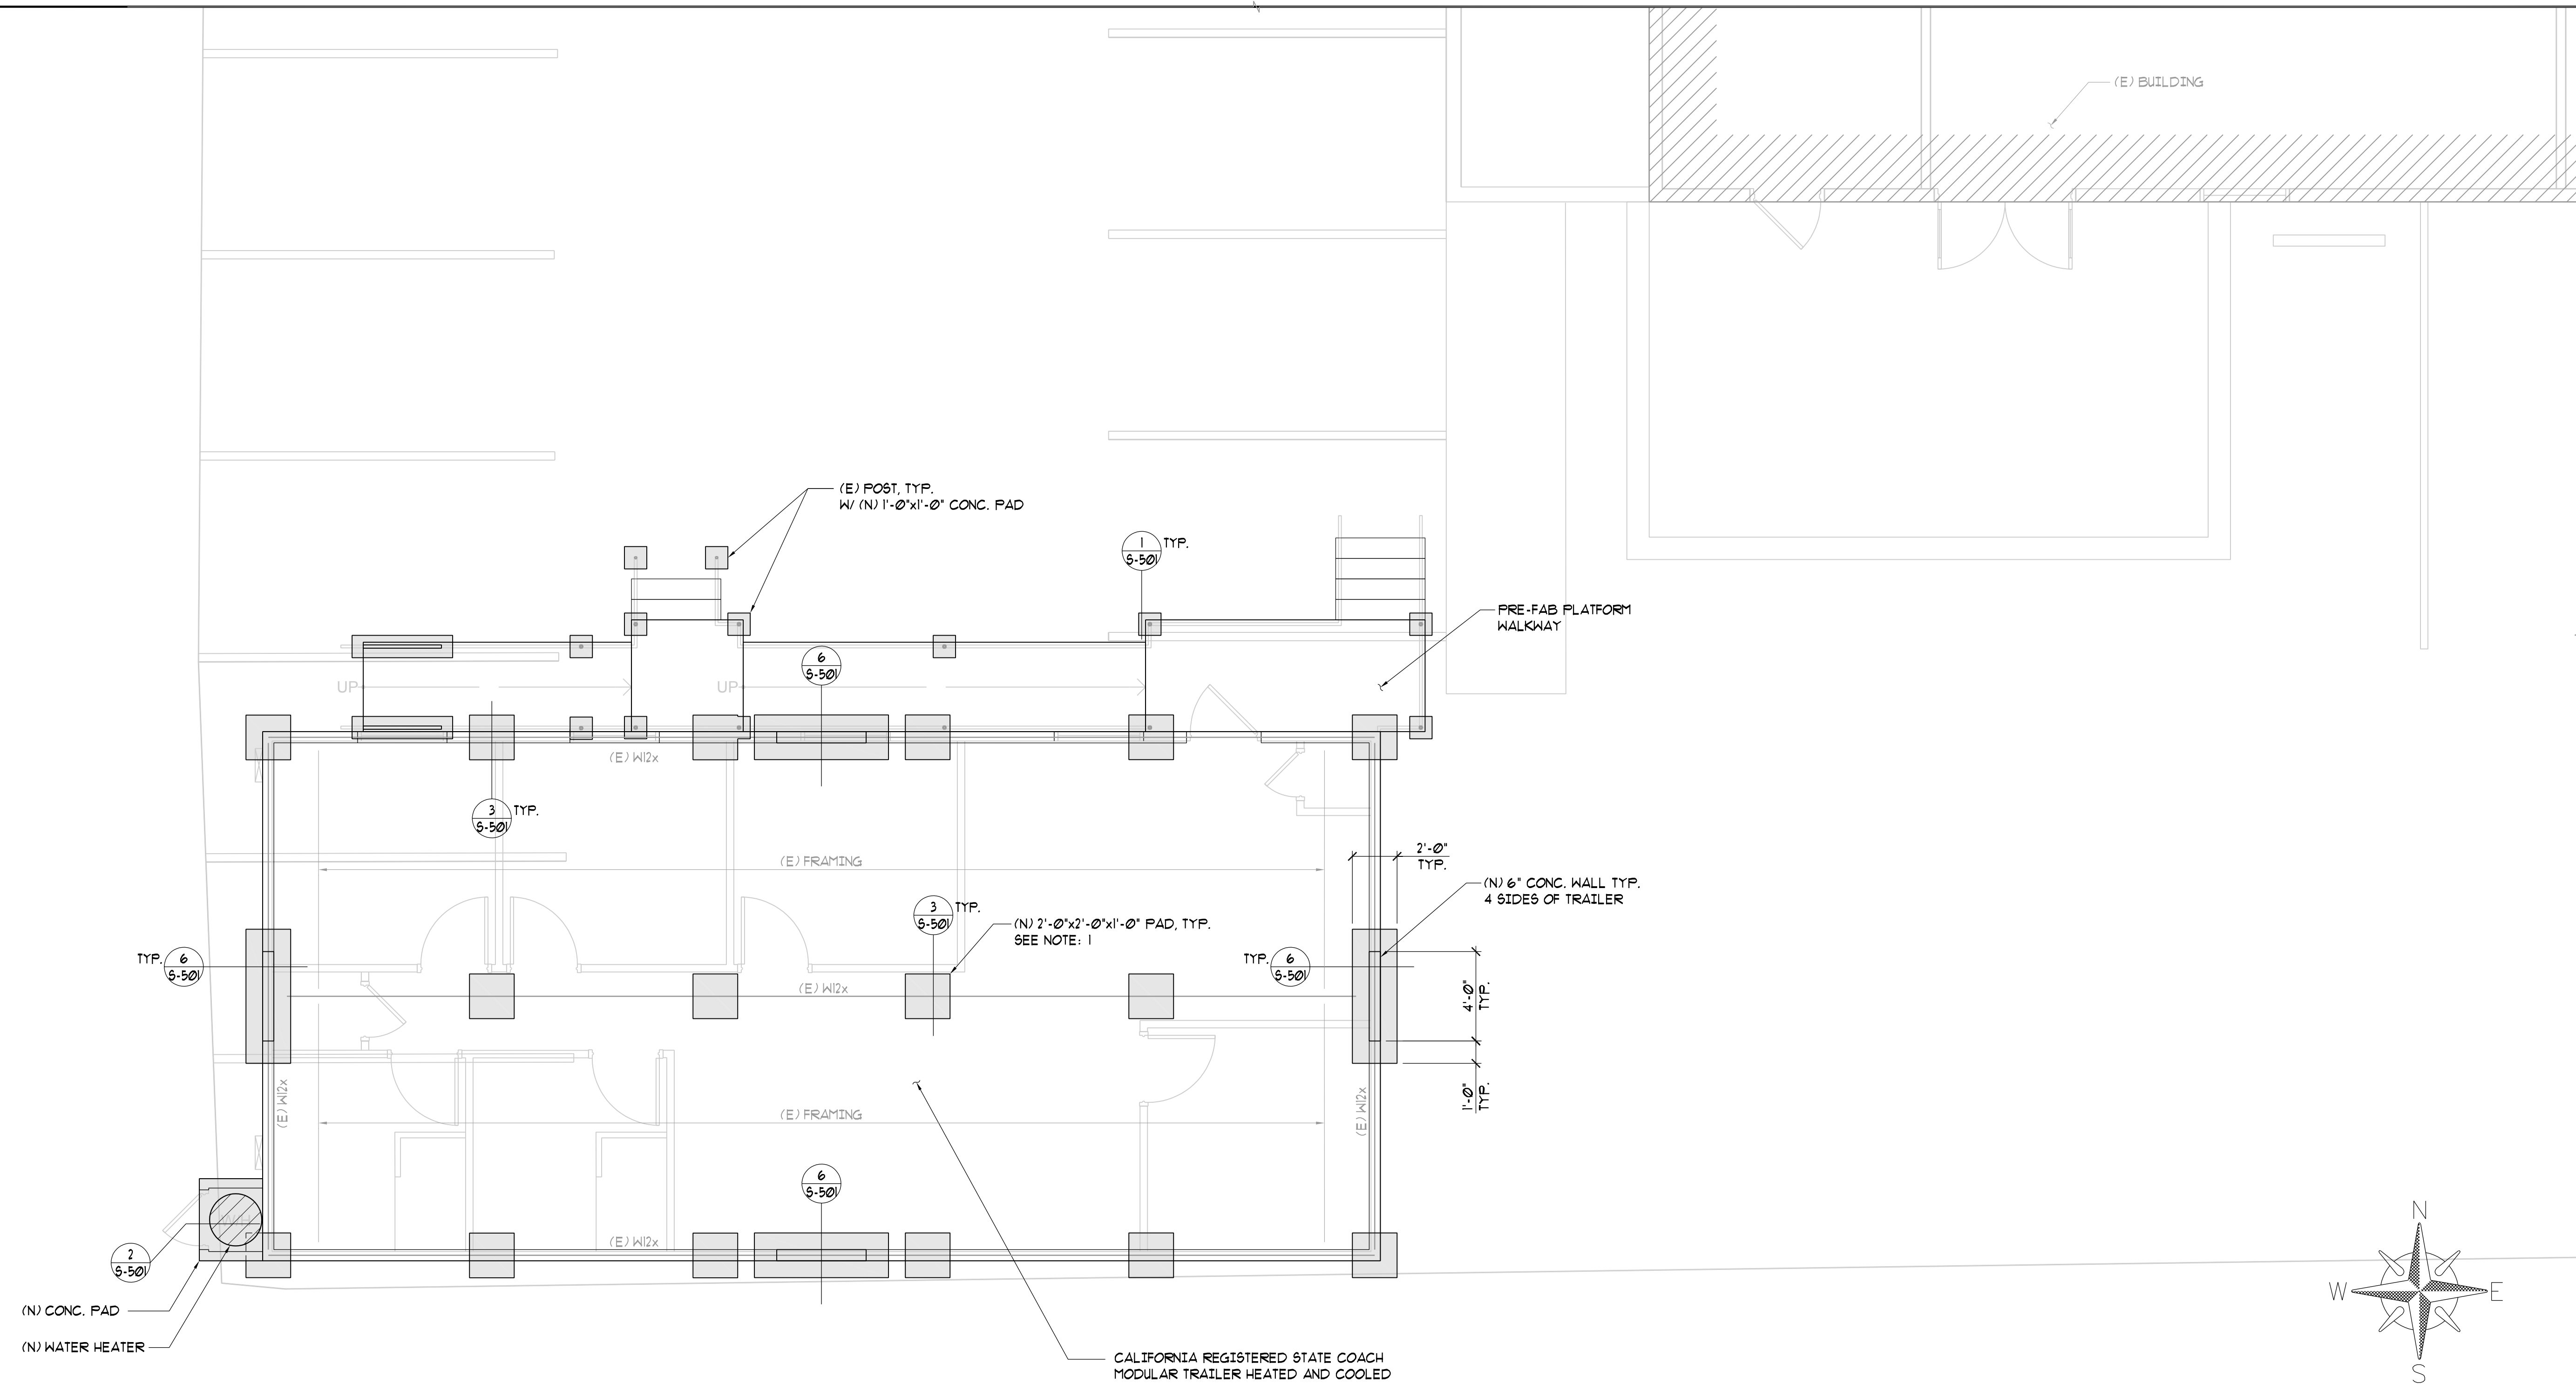 (E) BUILDING
(E) POST, TYP.
W/ (N) 1'-0"x1'-0" CONC. PAD
1
S-501
TYP.
PRE-FAB PLATFORM
WALKWAY
6
S-501
UP
UP
(E) W12x
3
S-501
TYP.
2'-0"
TYP.
(E) FRAMING
(N) 6" CONC. WALL TYP.
4 SIDES OF TRAILER
3
S-501
TYP.
(N) 2'-0"x2'-0"x1'-0" PAD, TYP.
SEE NOTE: 1
TYP.
6
S-501
TYP.
6
S-501
(E) W12x
4'-0"
TYP.
1'-0"
TYP.
(E) W12x
(E) W12x
(E) FRAMING
6
S-501
(E) W12x
2
S-501
(N) CONC. PAD
(N) WATER HEATER
CALIFORNIA REGISTERED STATE COACH
MODULAR TRAILER HEATED AND COOLED
N
W
E
S